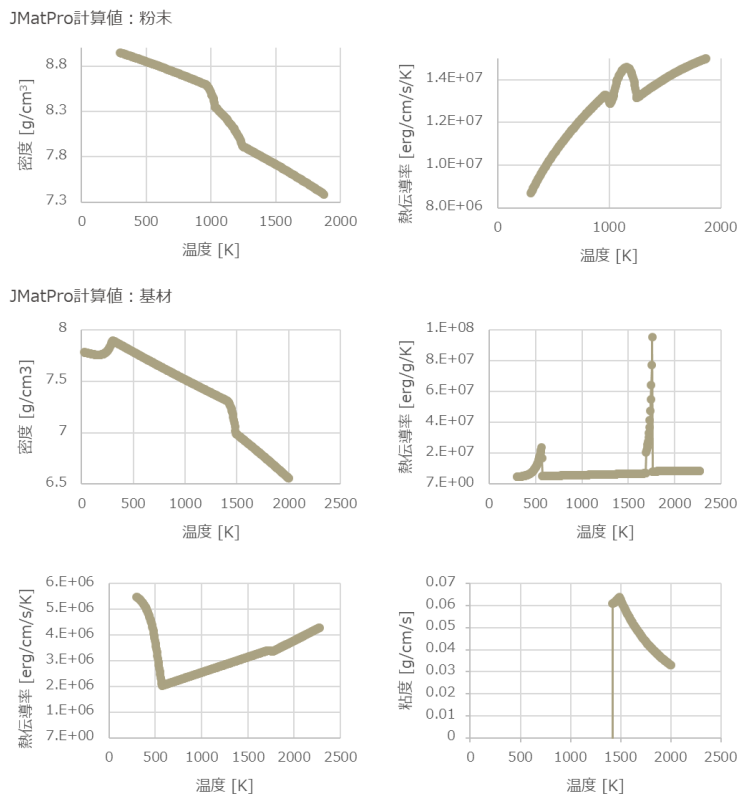 JMatPro計算値：粉末
密度 [g/cm³]
8.8
8.3
7.8
7.3
0 500 1000 1500 2000
温度 [K]
熱伝導率 [erg/cm/s/K]
1.4E+07
1.2E+07
1.0E+07
8.0E+06
0 1000 2000
温度 [K]
JMatPro計算値：基材
密度 [g/cm3]
8
7.5
7
6.5
0 500 1000 1500 2000 2500
温度 [K]
熱伝導率 [erg/g/K]
1.E+08
8.E+07
6.E+07
4.E+07
2.E+07
7.E+00
0 500 1000 1500 2000 2500
温度 [K]
熱伝導率 [erg/cm/s/K]
6.E+06
5.E+06
4.E+06
3.E+06
2.E+06
1.E+06
7.E+00
0 500 1000 1500 2000 2500
温度 [K]
粘度 [g/cm/s]
0.07
0.06
0.05
0.04
0.03
0.02
0.01
0
0 500 1000 1500 2000 2500
温度 [K]